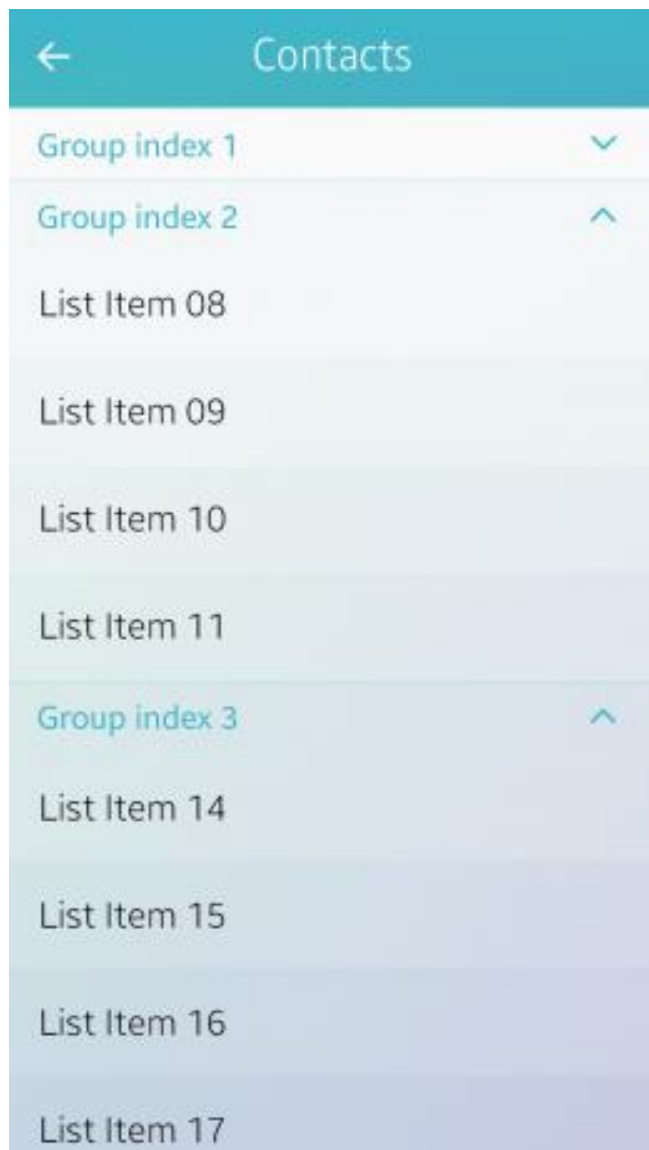 Contacts
Group index 1
Group index 2
List Item 08
List Item 09
List Item 10
List Item 11
Group index 3
List Item 14
List Item 15
List Item 16
List Item 17